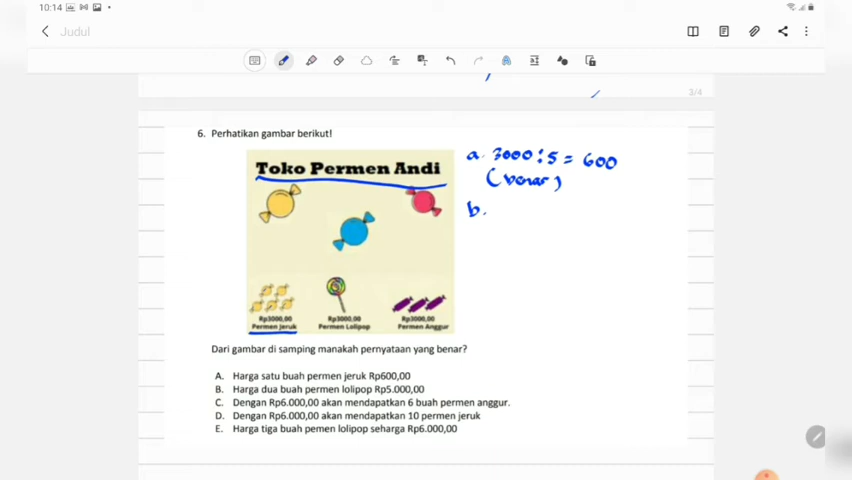 10:14
Judul
3/4
6. Perhatikan gambar berikut!
Toko Permen Andi
Rp3000,00 Rp3000,00 Rp3000,00
Permen Jeruk Permen Lolipop Permen Anggur
a. 3000 : 5 = 600
(benar)
b.
Dari gambar di samping manakah pernyataan yang benar?
A. Harga satu buah permen jeruk Rp600,00
B. Harga dua buah permen lolipop Rp5.000,00
C. Dengan Rp6.000,00 akan mendapatkan 6 buah permen anggur.
D. Dengan Rp6.000,00 akan mendapatkan 10 permen jeruk
E. Harga tiga buah pemen lolipop seharga Rp6.000,00